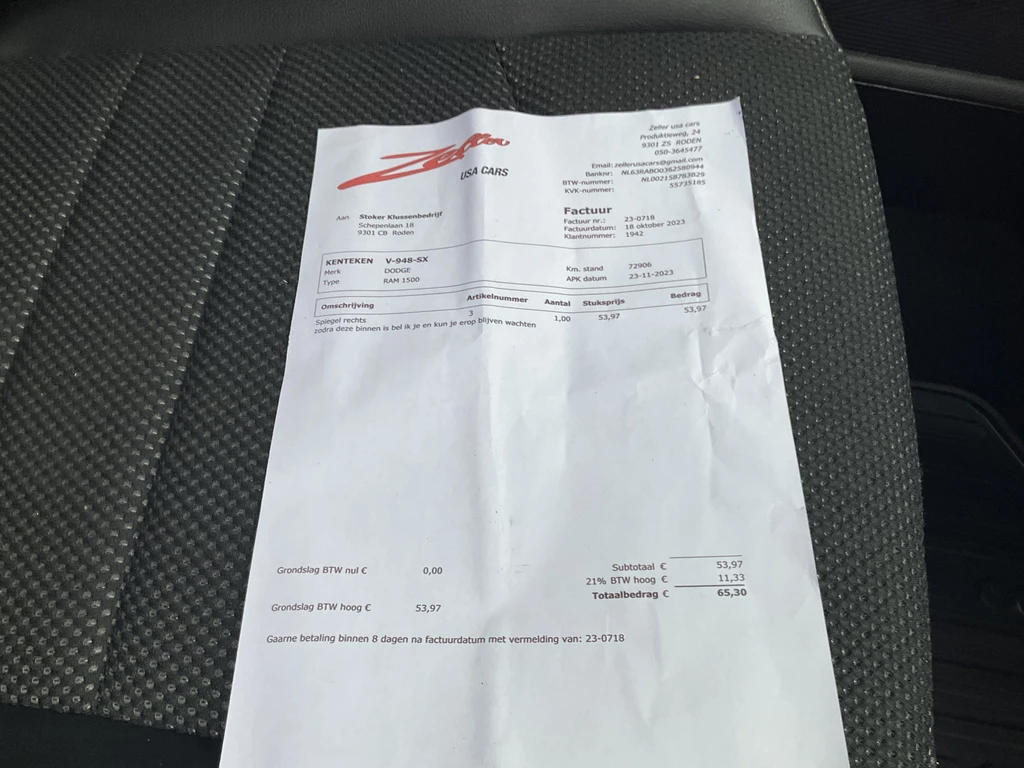 Zeller
USA CARS
Zeller usa cars
Produktieweg, 24
9301 ZS RODEN
050-3645477
Email: zellerusacars@gmail.com
Banknr: NL63RABO0362580944
BTW-nummer: NL002158783B29
KVK-nummer: 55735185
Aan Stoker Klussenbedrijf
Schepenlaan 18
9301 CB Roden
Factuur
Factuur nr.: 23-0718
Factuurdatum: 18 oktober 2023
Klantnummer: 1942
KENTEKEN V-948-SX
Merk DODGE
Type RAM 1500
Km. stand 72906
APK datum 23-11-2023
Omschrijving Artikelnummer Aantal Stuksprijs Bedrag
Spiegel rechts 3 1,00 53,97 53,97
zodra deze binnen is bel ik je en kun je erop blijven wachten
Grondslag BTW nul € 0,00
Grondslag BTW hoog € 53,97
Subtotaal € 53,97
21% BTW hoog € 11,33
Totaalbedrag € 65,30
Gaarne betaling binnen 8 dagen na factuurdatum met vermelding van: 23-0718